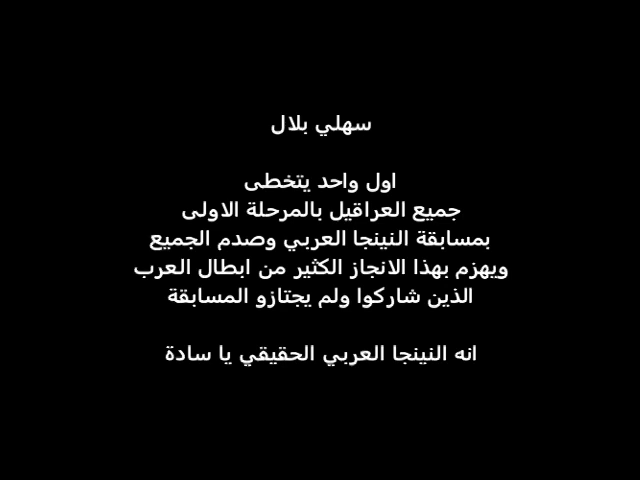 سهلي بلال
اول واحد يتخطى
جميع العراقيل بالمرحلة الاولى
بمسابقة النينجا العربي وصدم الجميع
ويهزم بهذا الانجاز الكثير من ابطال العرب
الذين شاركوا ولم يجتازو المسابقة
انه النينجا العربي الحقيقي يا سادة